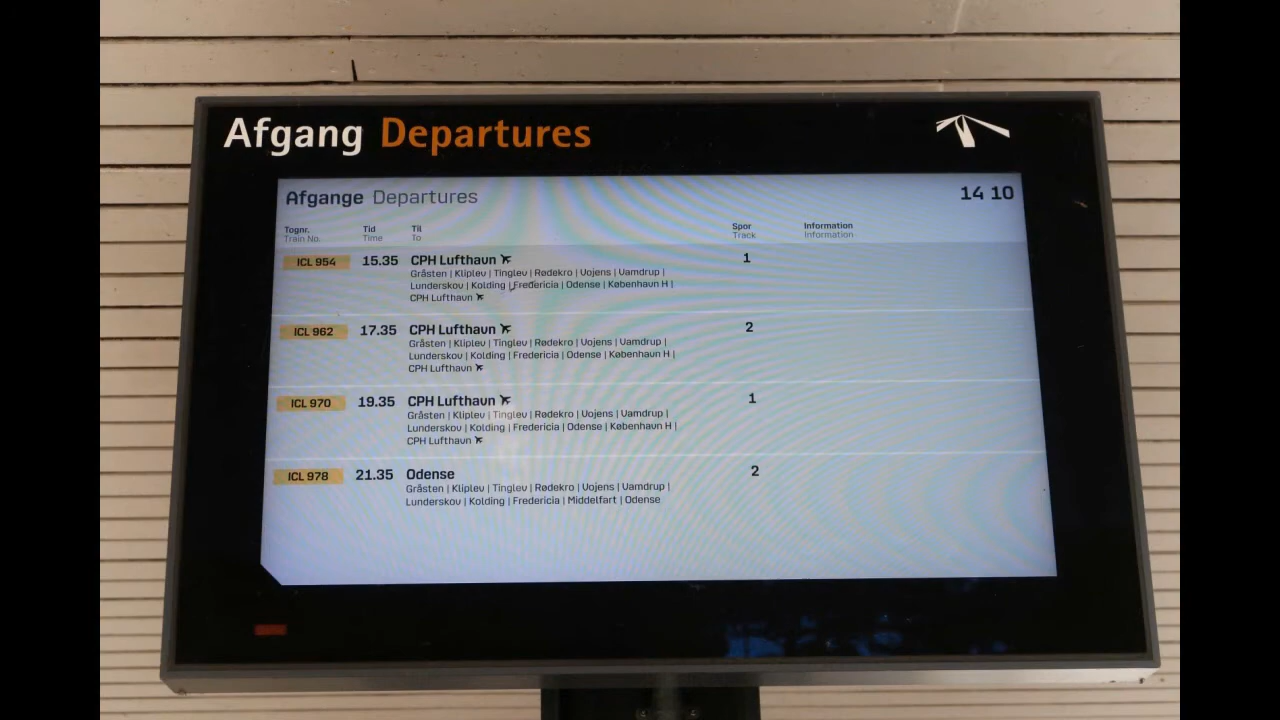 Afgang Departures
Afgange Departures 14 10
Tognr. Tid Til Spor Information
Train No. Time To Track Information
ICL 954 15.35 CPH Lufthavn 1
Gråsten | Kliplev | Tinglev | Rødekro | Vojens | Vamdrup |
Lunderskov | Kolding | Fredericia | Odense | København H |
CPH Lufthavn
ICL 962 17.35 CPH Lufthavn 2
Gråsten | Kliplev | Tinglev | Rødekro | Vojens | Vamdrup |
Lunderskov | Kolding | Fredericia | Odense | København H |
CPH Lufthavn
ICL 970 19.35 CPH Lufthavn 1
Gråsten | Kliplev | Tinglev | Rødekro | Vojens | Vamdrup |
Lunderskov | Kolding | Fredericia | Odense | København H |
CPH Lufthavn
ICL 978 21.35 Odense 2
Gråsten | Kliplev | Tinglev | Rødekro | Vojens | Vamdrup |
Lunderskov | Kolding | Fredericia | Middelfart | Odense